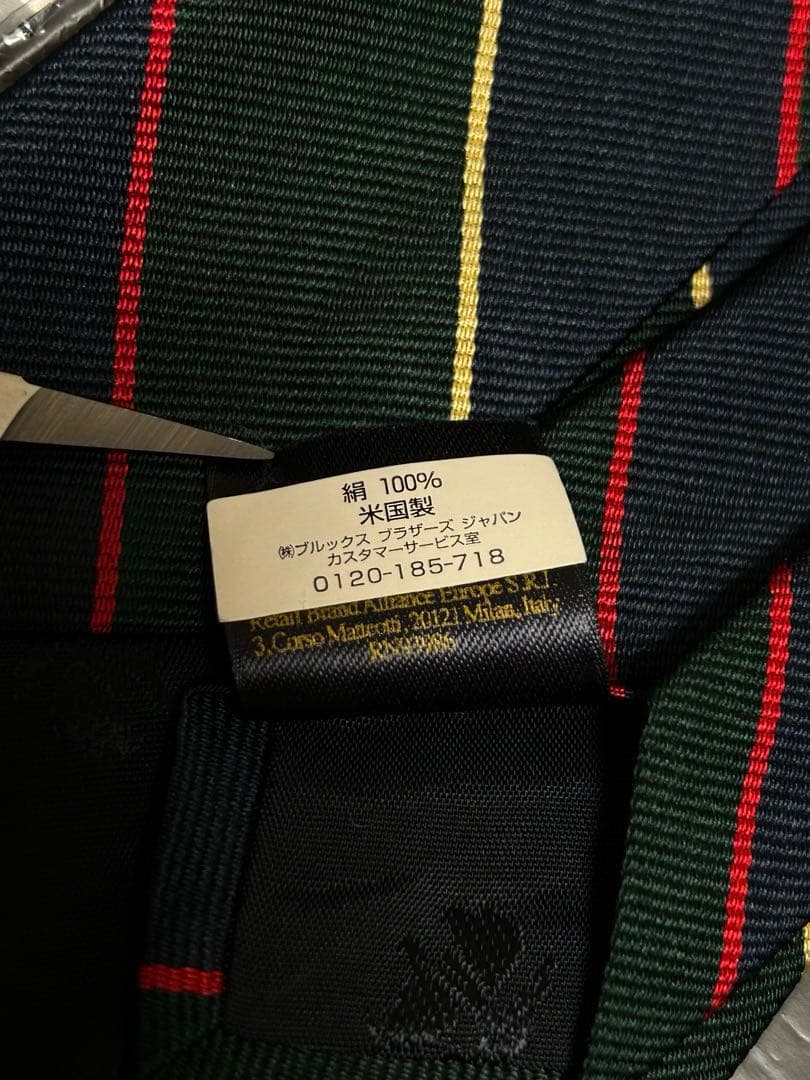 絹 100%
米国製
㈱ブルックス ブラザーズ ジャパン
カスタマーサービス室
0120-185-718
Retail Brand Alliance Europe S.R.L.
3, Corso Matteotti, 20121 Milan, Italy